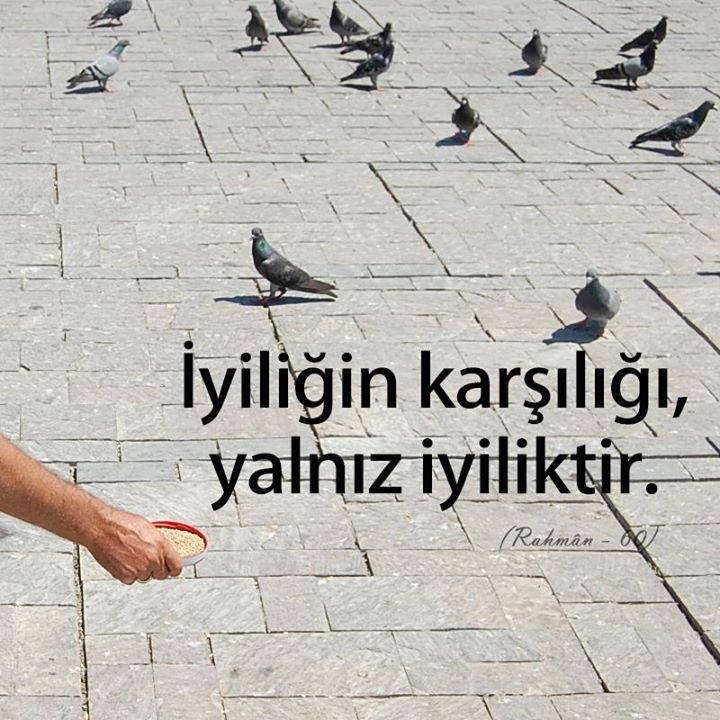 İyiliğin karşılığı,
yalnız iyiliktir.
(Rahmân - 60)